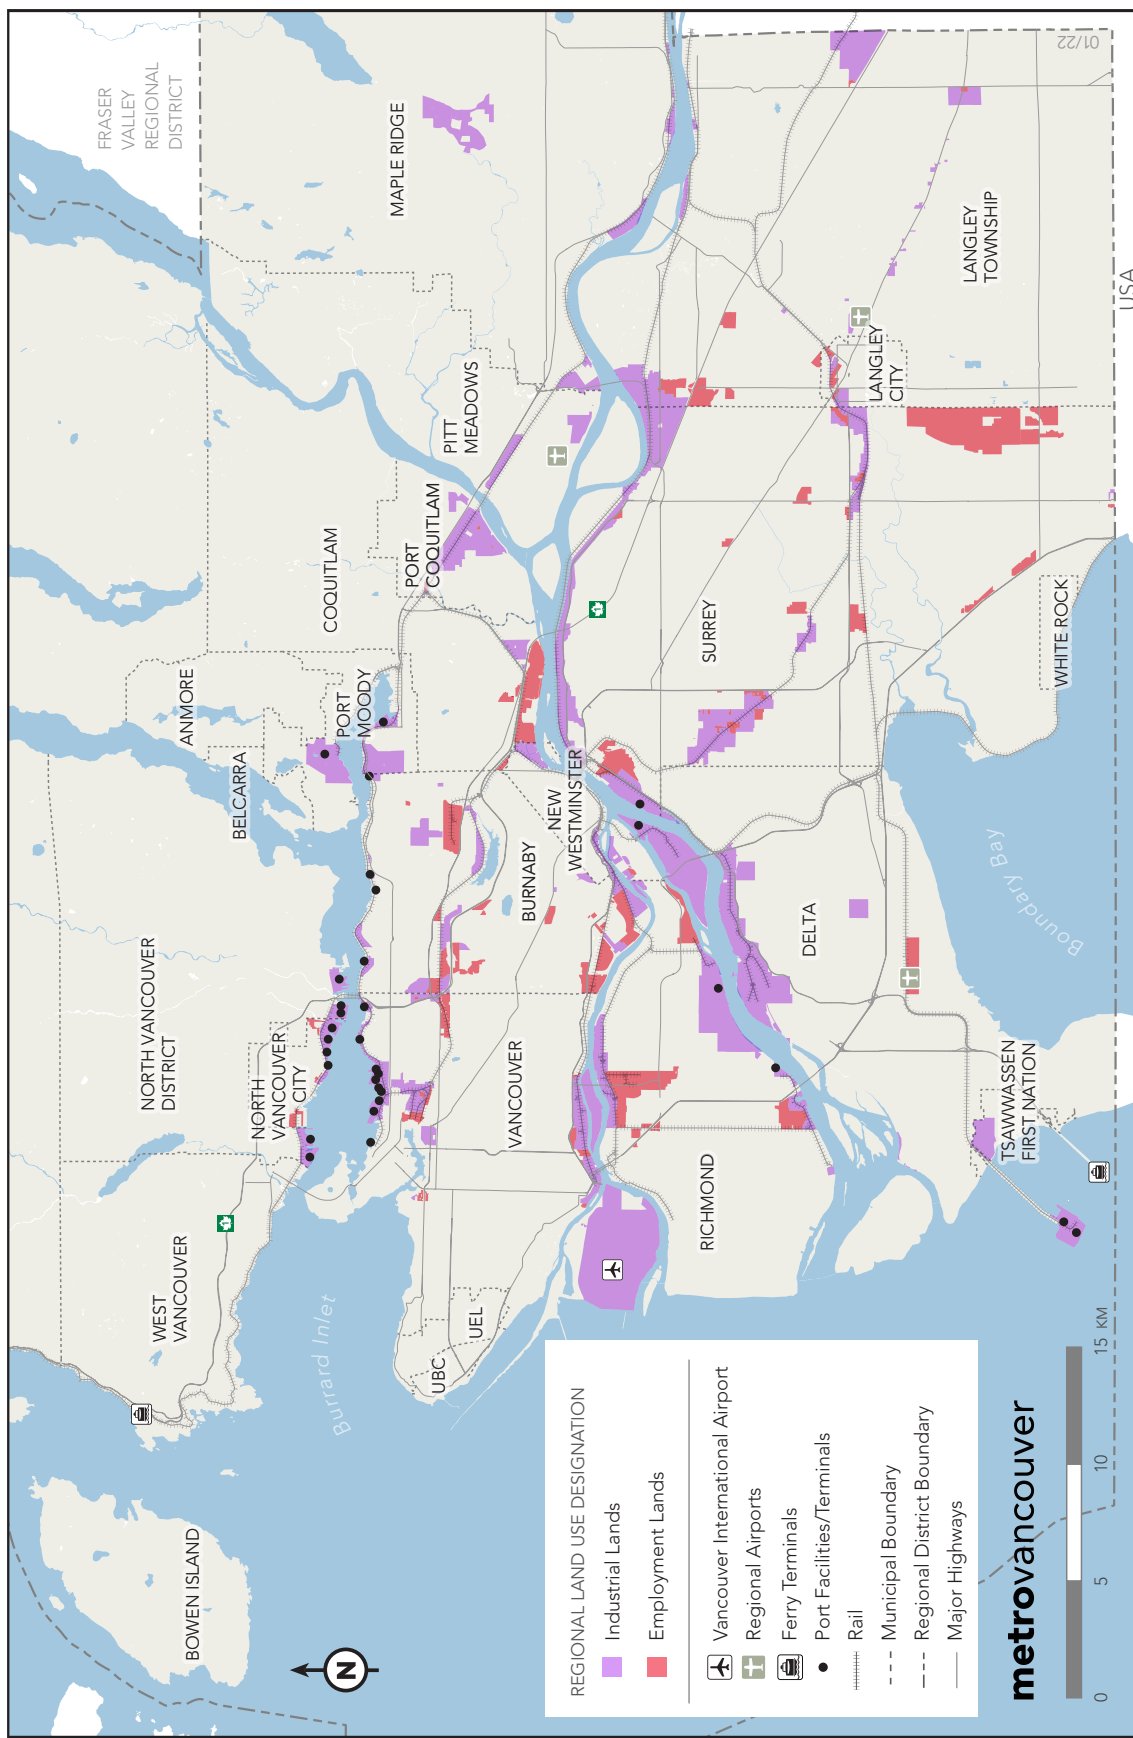 FRASER
VALLEY
REGIONAL
DISTRICT
BOWEN ISLAND
WEST
VANCOUVER
NORTH VANCOUVER
DISTRICT
NORTH
VANCOUVER
CITY
BELCARRA
ANMORE
PORT
MOODY
COQUITLAM
PORT
COQUITLAM
PITT
MEADOWS
MAPLE RIDGE
Burrard Inlet
UBC
UEL
VANCOUVER
BURNABY
NEW
WESTMINSTER
SURREY
LANGLEY
CITY
LANGLEY
TOWNSHIP
RICHMOND
DELTA
Boundary Bay
WHITE ROCK
TSAWWASSEN
FIRST NATION
USA
01/22
1
1
N
REGIONAL LAND USE DESIGNATION
Industrial Lands
Employment Lands
Vancouver International Airport
Regional Airports
Ferry Terminals
Port Facilities/Terminals
Rail
Municipal Boundary
Regional District Boundary
Major Highways
metrovancouver
0 5 10 15 KM